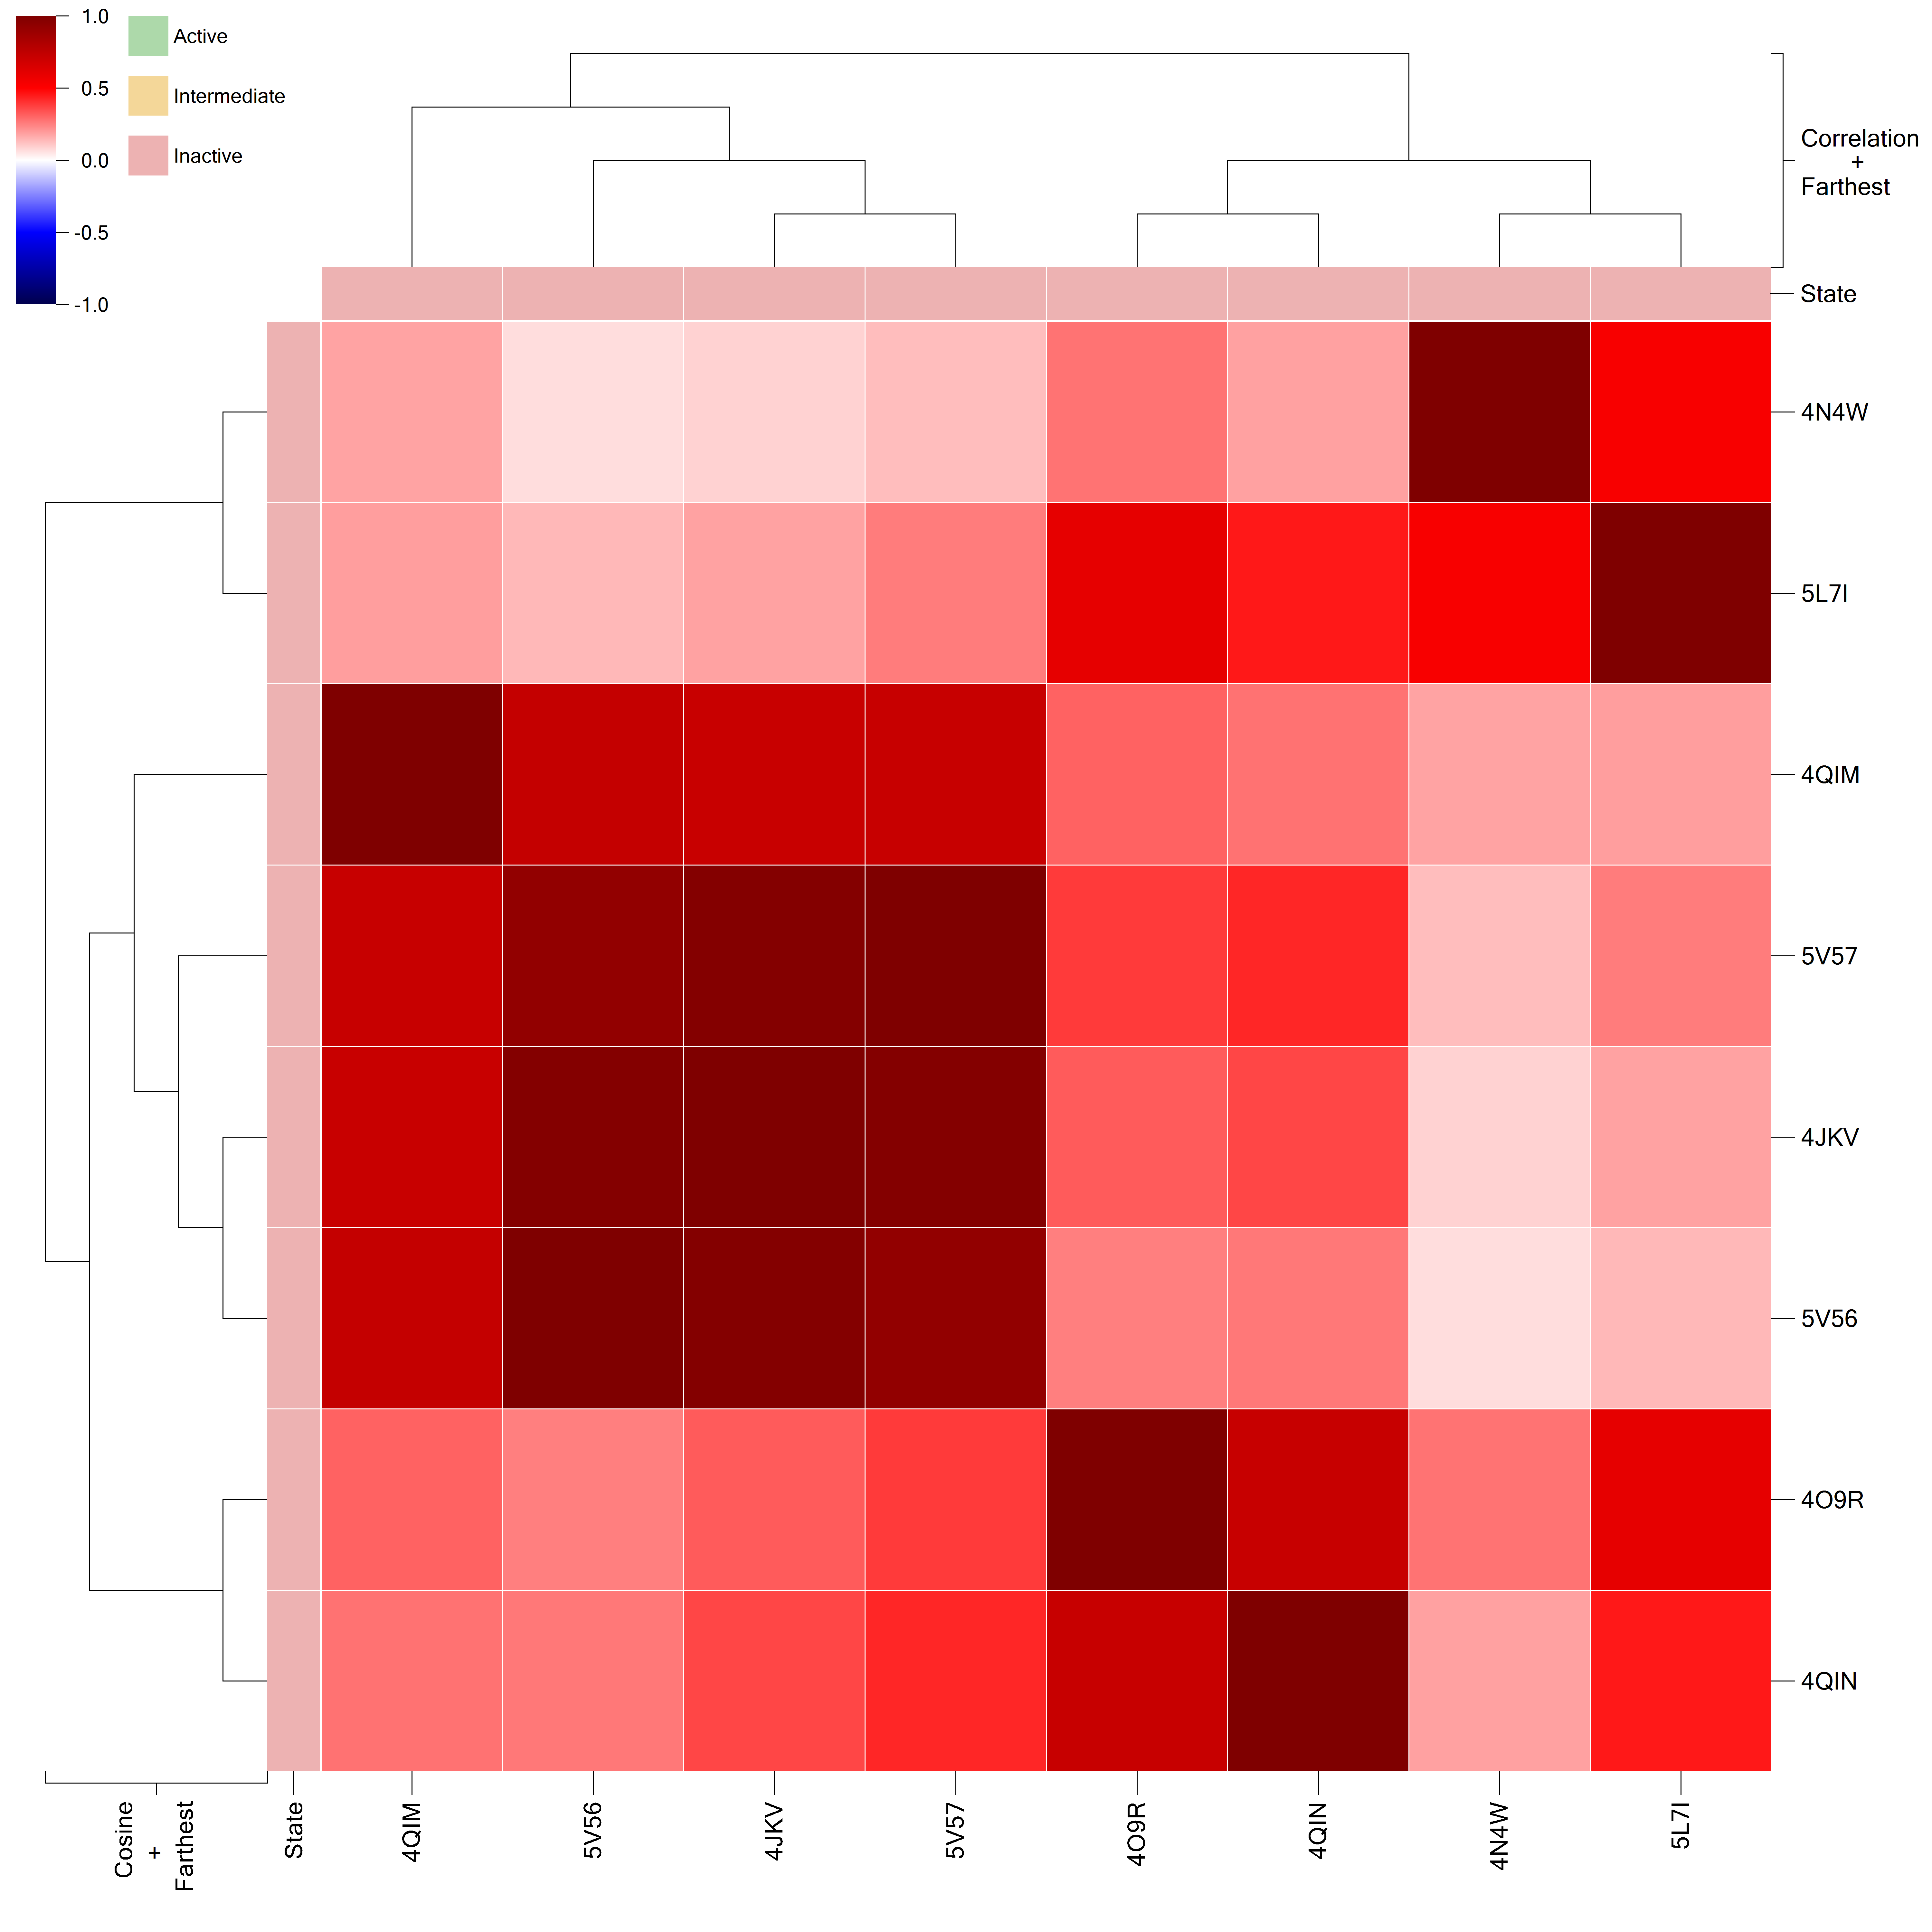 1.0
0.5
0.0
-0.5
-1.0
Active
Intermediate
Inactive
Correlation
+
Farthest
State
4N4W
5L7I
4QIM
5V57
4JKV
5V56
4O9R
4QIN
Cosine
+
Farthest
State
4QIM
5V56
4JKV
5V57
4O9R
4QIN
4N4W
5L7I